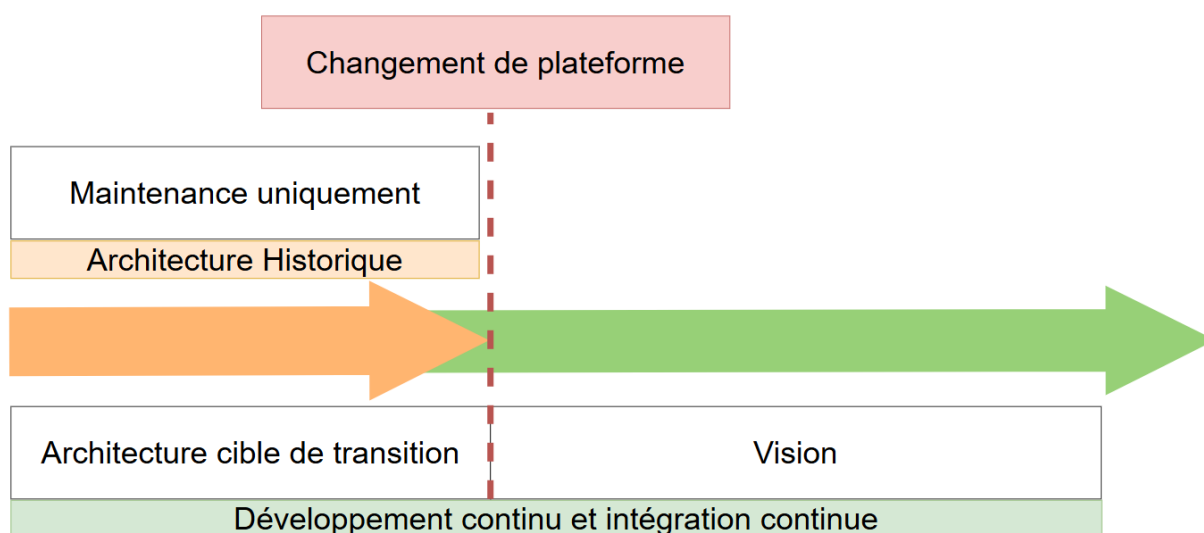 Changement de plateforme
Maintenance uniquement
Architecture Historique
Architecture cible de transition
Vision
Développement continu et intégration continue